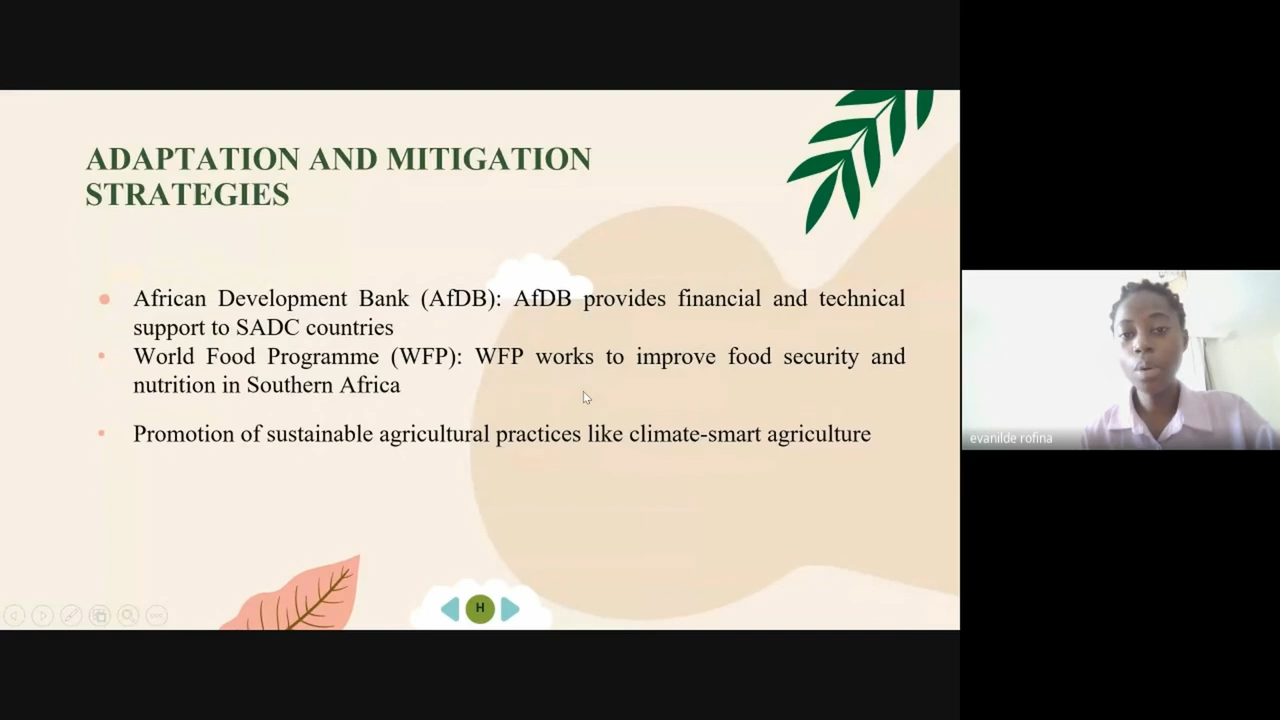 ADAPTATION AND MITIGATION
STRATEGIES
African Development Bank (AfDB): AfDB provides financial and technical
support to SADC countries
World Food Programme (WFP): WFP works to improve food security and
nutrition in Southern Africa
Promotion of sustainable agricultural practices like climate-smart agriculture
H
evanilde rofina